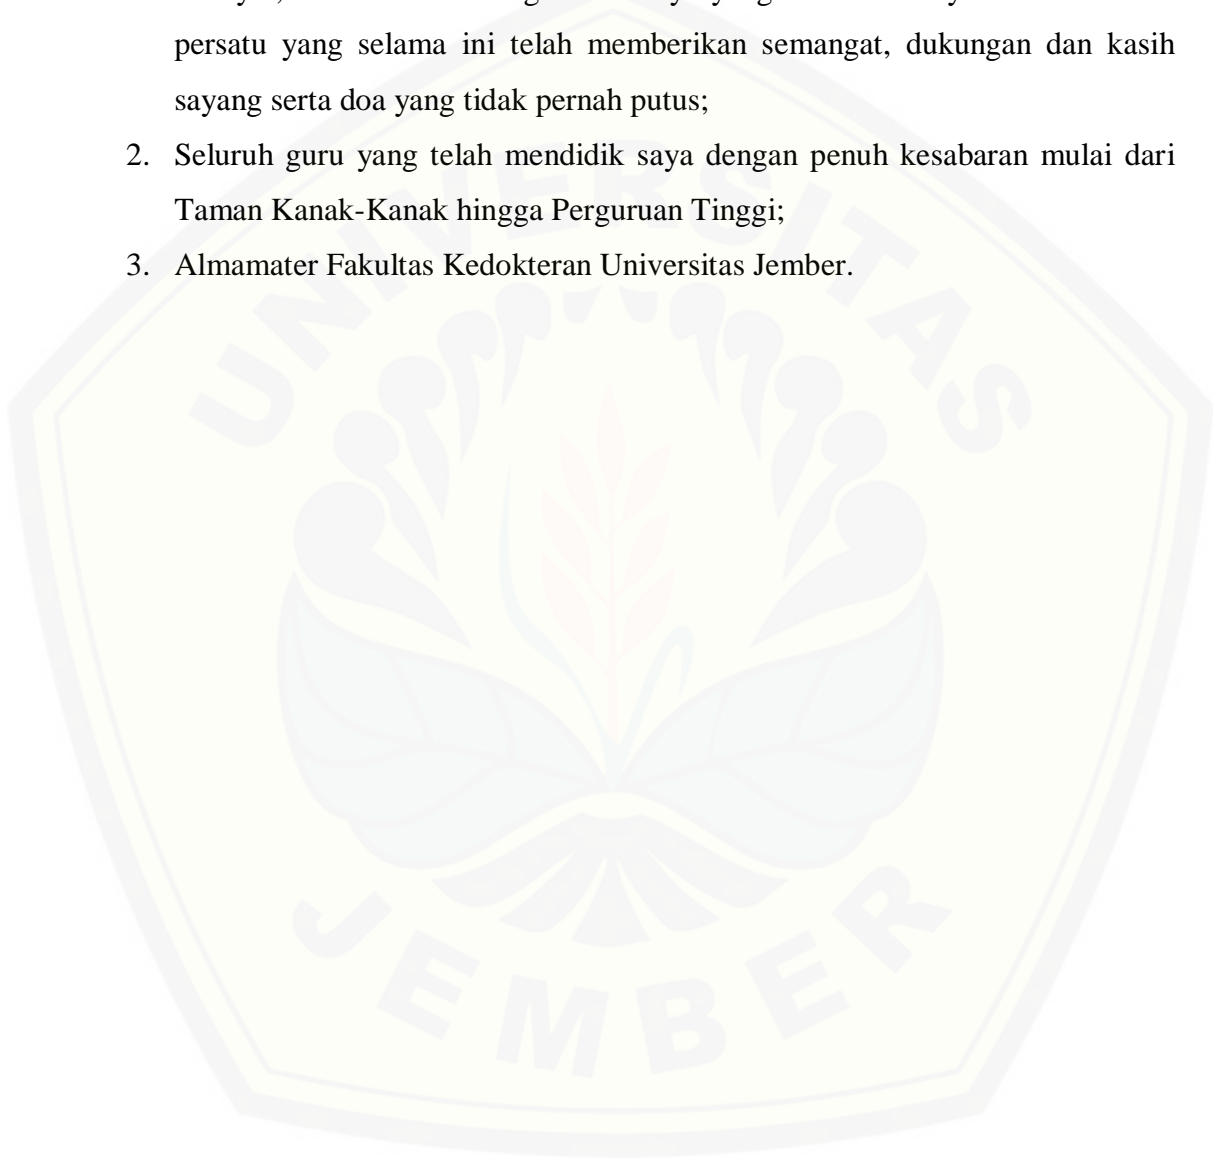 persatu yang selama ini telah memberikan semangat, dukungan dan kasih
sayang serta doa yang tidak pernah putus;
2. Seluruh guru yang telah mendidik saya dengan penuh kesabaran mulai dari
Taman Kanak-Kanak hingga Perguruan Tinggi;
3. Almamater Fakultas Kedokteran Universitas Jember.
UNIVERSITAS
JEMBER